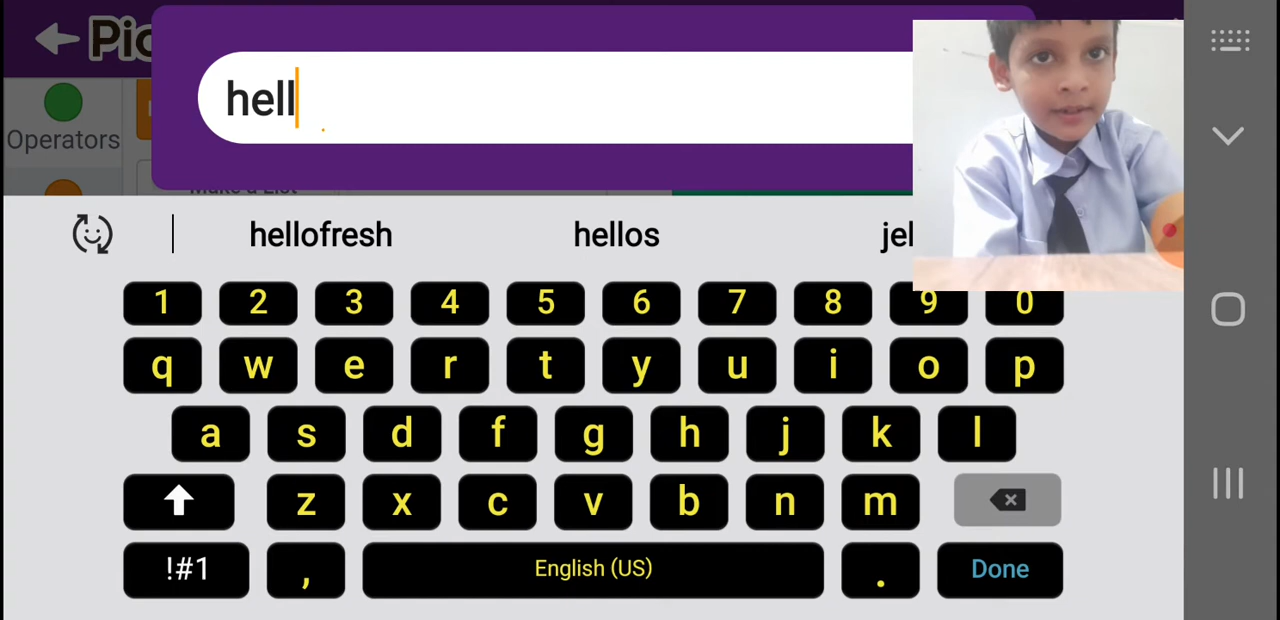 Pic
hell
Operators
Make a List
hellofresh hellos jel
1 2 3 4 5 6 7 8 9 0
q w e r t y u i o p
a s d f g h j k l
z x c v b n m
!#1 , English (US) . Done